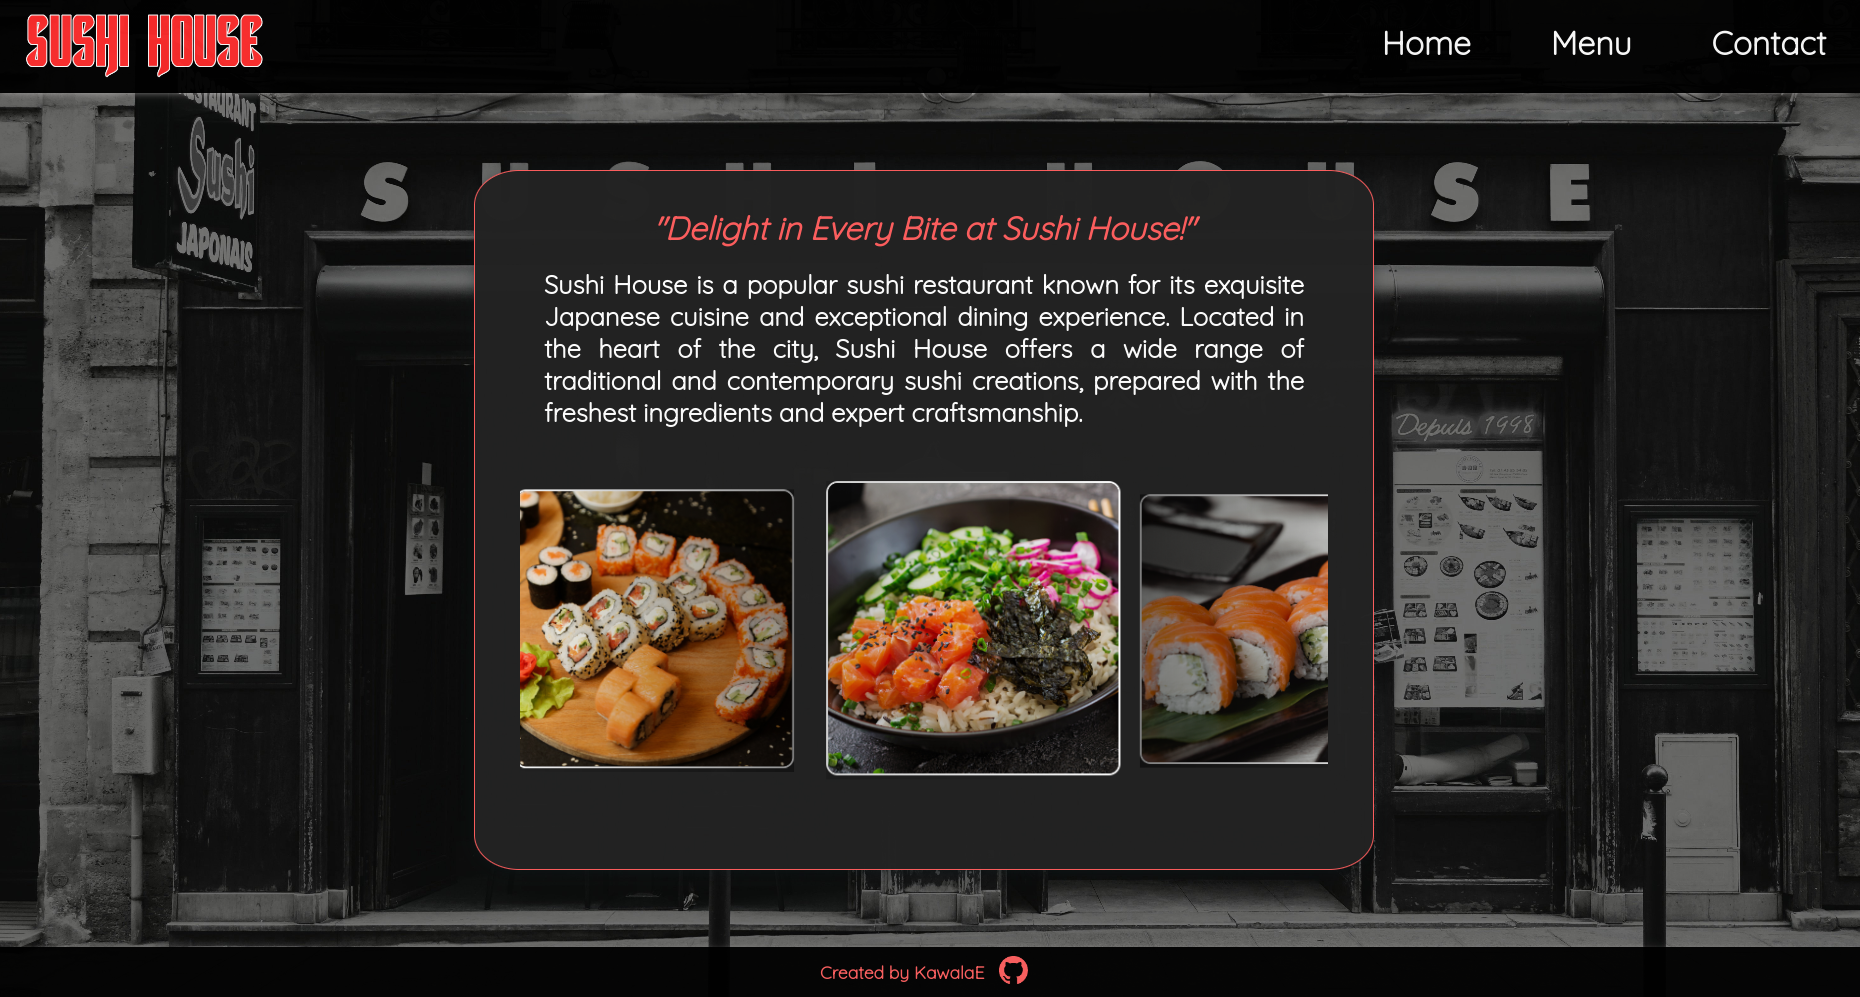 SUSHI HOUSE
Home Menu Contact
RESTAURANT
Sushi
JAPONAIS
SUSHI HOUSE
"Delight in Every Bite at Sushi House!"
Sushi House is a popular sushi restaurant known for its exquisite
Japanese cuisine and exceptional dining experience. Located in
the heart of the city, Sushi House offers a wide range of
traditional and contemporary sushi creations, prepared with the
freshest ingredients and expert craftsmanship.
Depuis 1998
Created by KawalaE